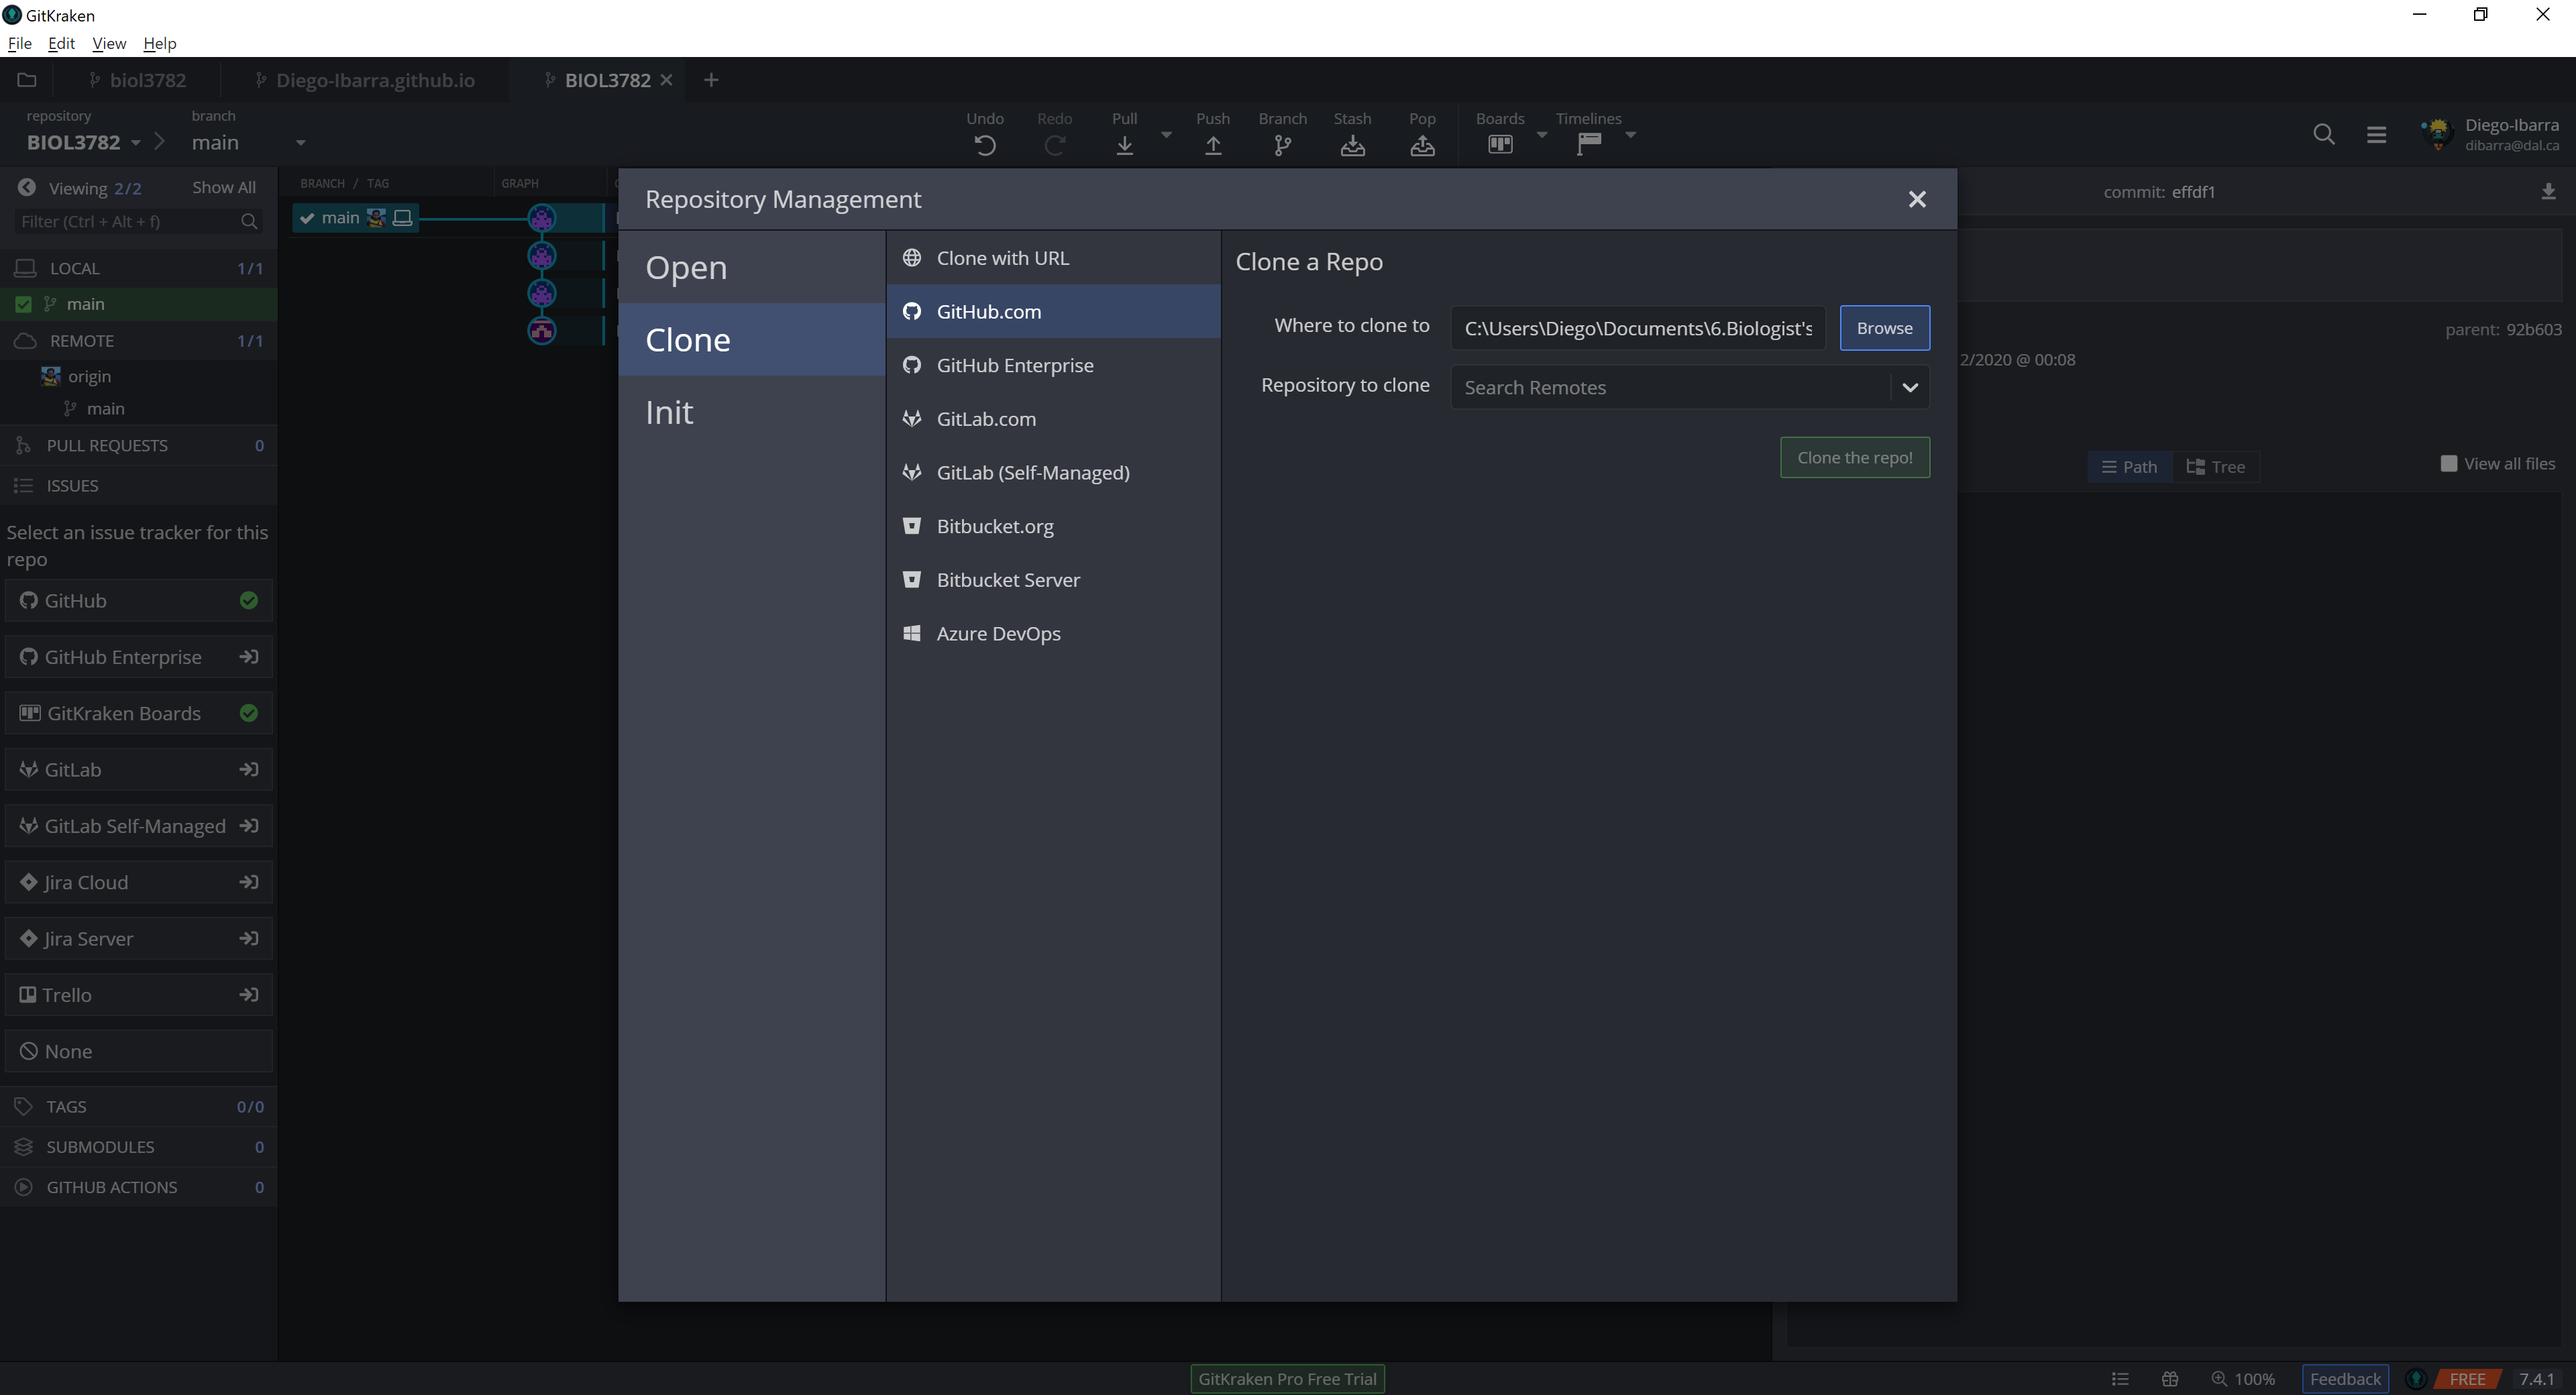 GitKraken
File Edit View Help
biol3782 Diego-Ibarra.github.io BIOL3782
repository branch
BIOL3782 main
Undo Redo Pull Push Branch Stash Pop Boards Timelines
Diego-Ibarra
dibarra@dal.ca
Viewing 2/2 Show All
Filter (Ctrl + Alt + f)
LOCAL 1/1
main
REMOTE 1/1
origin
main
PULL REQUESTS 0
ISSUES
Select an issue tracker for this
repo
GitHub
GitHub Enterprise
GitKraken Boards
GitLab
GitLab Self-Managed
Jira Cloud
Jira Server
Trello
None
TAGS 0/0
SUBMODULES 0
GITHUB ACTIONS 0
BRANCH / TAG GRAPH
main
Repository Management
Open
Clone
Init
Clone with URL
GitHub.com
GitHub Enterprise
GitLab.com
GitLab (Self-Managed)
Bitbucket.org
Bitbucket Server
Azure DevOps
Clone a Repo
Where to clone to C:\Users\Diego\Documents\6.Biologist's Browse
Repository to clone Search Remotes
Clone the repo!
commit: effdf1
parent: 92b603
2/2020 @ 00:08
Path Tree View all files
GitKraken Pro Free Trial
100% Feedback FREE 7.4.1